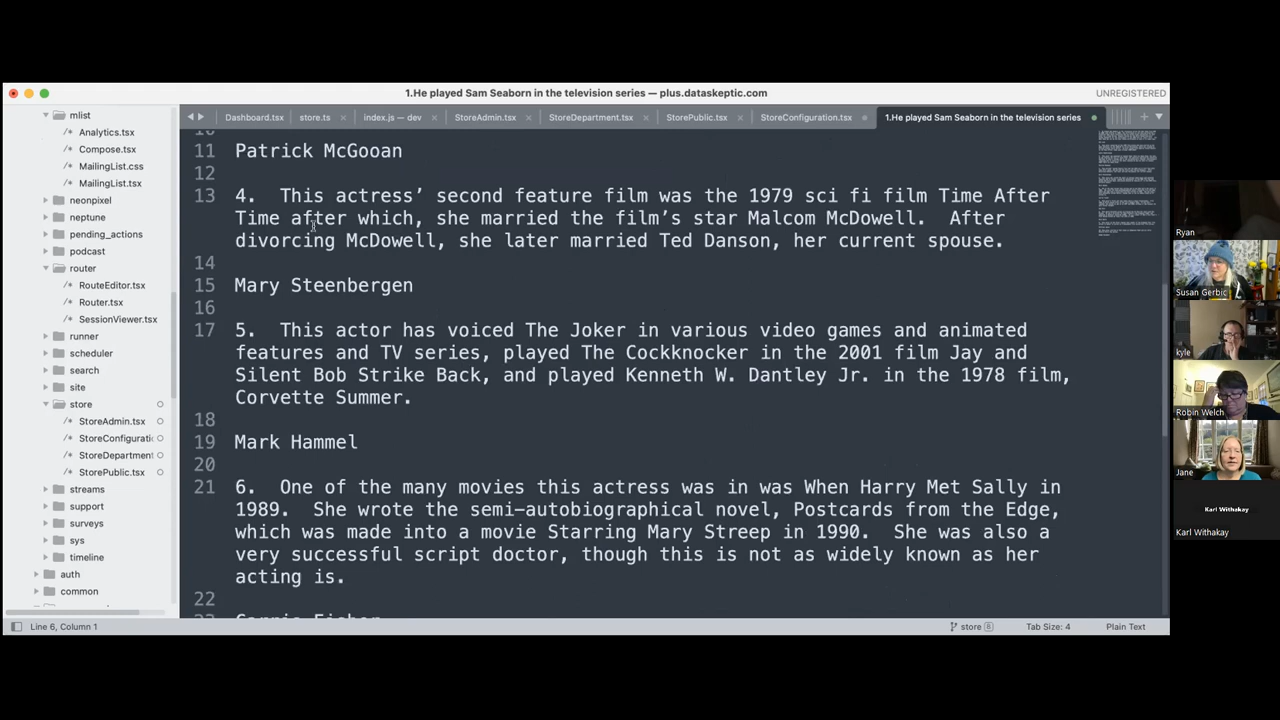 1.He played Sam Seaborn in the television series — plus.dataskeptic.com
UNREGISTERED
Dashboard.tsx
store.ts
index.js — dev
StoreAdmin.tsx
StoreDepartment.tsx
StorePublic.tsx
StoreConfiguration.tsx
1.He played Sam Seaborn in the television series
mlist
/* Analytics.tsx
/* Compose.tsx
/* MailingList.css
/* MailingList.tsx
neonpixel
neptune
pending_actions
podcast
router
/* RouteEditor.tsx
/* Router.tsx
/* SessionViewer.tsx
runner
scheduler
search
site
store
/* StoreAdmin.tsx
/* StoreConfigurati
/* StoreDepartment
/* StorePublic.tsx
streams
support
surveys
sys
timeline
auth
common
10
11 Patrick McGooan
12
13 4. This actress’ second feature film was the 1979 sci fi film Time After
Time after which, she married the film’s star Malcom McDowell. After
divorcing McDowell, she later married Ted Danson, her current spouse.
14
15 Mary Steenbergen
16
17 5. This actor has voiced The Joker in various video games and animated
features and TV series, played The Cockknocker in the 2001 film Jay and
Silent Bob Strike Back, and played Kenneth W. Dantley Jr. in the 1978 film,
Corvette Summer.
18
19 Mark Hammel
20
21 6. One of the many movies this actress was in was When Harry Met Sally in
1989. She wrote the semi-autobiographical novel, Postcards from the Edge,
which was made into a movie Starring Mary Streep in 1990. She was also a
very successful script doctor, though this is not as widely known as her
acting is.
22
23 Carrie Fisher
Line 6, Column 1
store 8
Tab Size: 4
Plain Text
Ryan
Susan Gerbic
kyle
Robin Welch
Jane
Karl Withakay
Karl Withakay